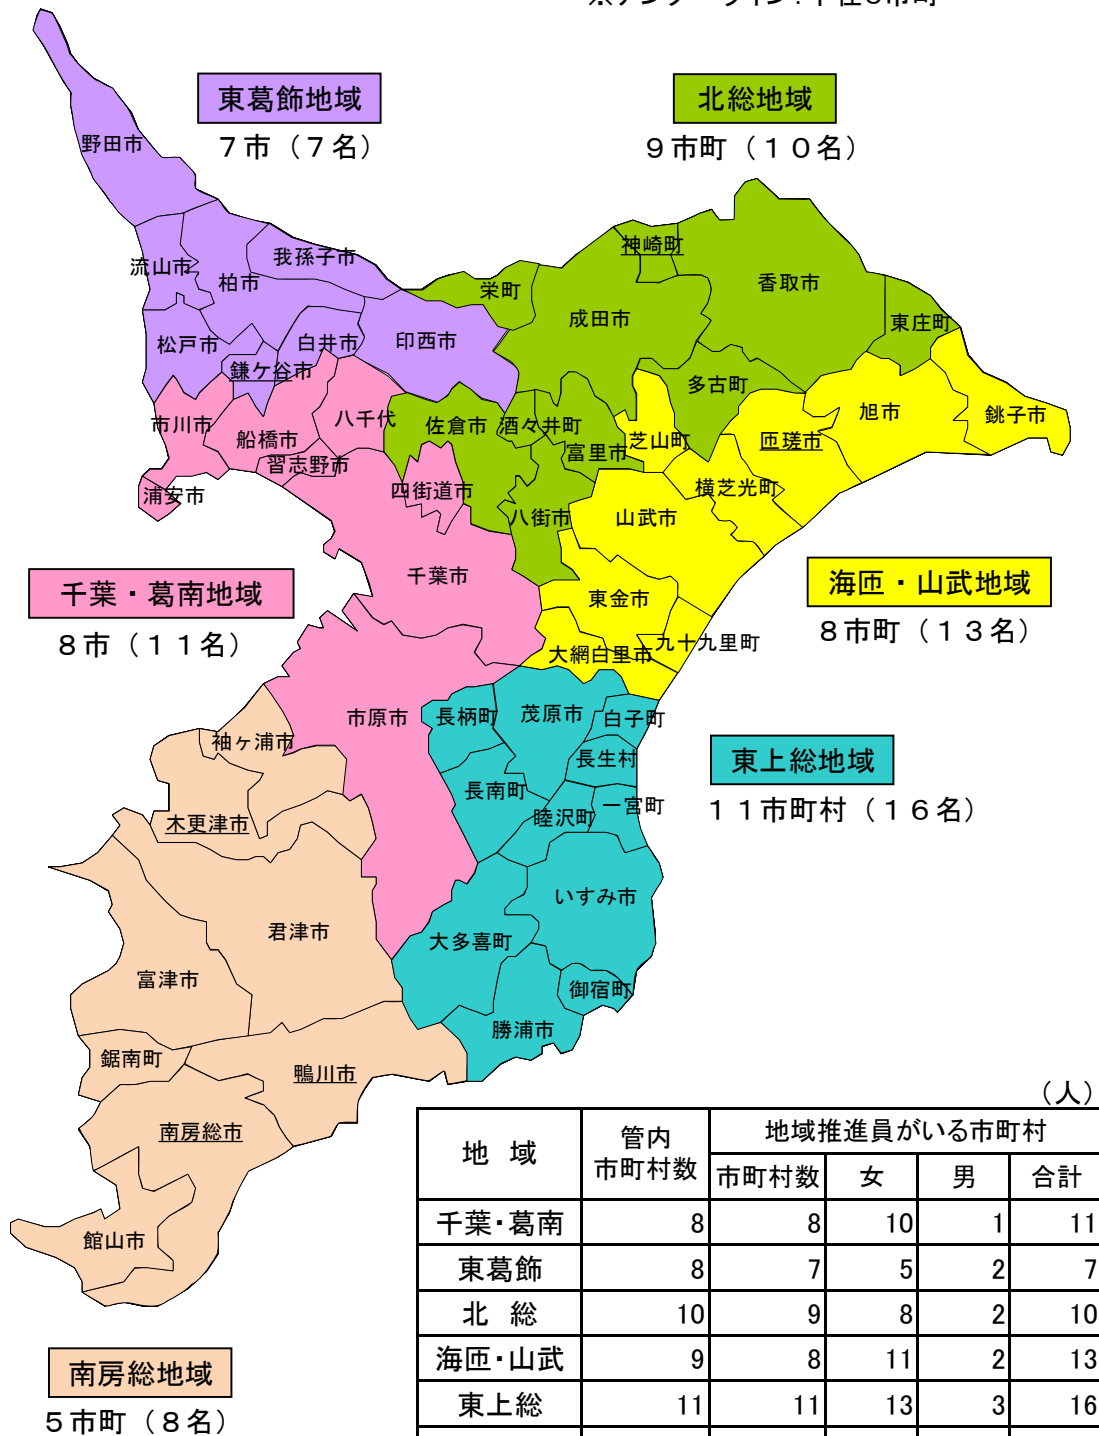 東葛飾地域
7市（7名）
北総地域
9市町（10名）
野田市
流山市
柏市
我孫子市
松戸市
鎌ケ谷市
白井市
印西市
栄町
神崎町
成田市
香取市
東庄町
多古町
市川市
船橋市
八千代
習志野市
浦安市
四街道市
佐倉市
酒々井町
富里市
八街市
芝山町
匝瑳市
旭市
銚子市
横芝光町
山武市
千葉市
東金市
九十九里町
大網白里市
千葉・葛南地域
8市（11名）
海匝・山武地域
8市町（13名）
市原市
長柄町
茂原市
白子町
長生村
長南町
睦沢町
一宮町
東上総地域
11市町村（16名）
袖ヶ浦市
木更津市
君津市
富津市
いすみ市
大多喜町
御宿町
勝浦市
鋸南町
鴨川市
南房総市
館山市
南房総地域
5市町（8名）
（人）
地 域 管内市町村数 地域推進員がいる市町村
市町村数 女 男 合計
千葉・葛南 8 8 10 1 11
東葛飾 8 7 5 2 7
北 総 10 9 8 2 10
海匝・山武 9 8 11 2 13
東上総 11 11 13 3 16